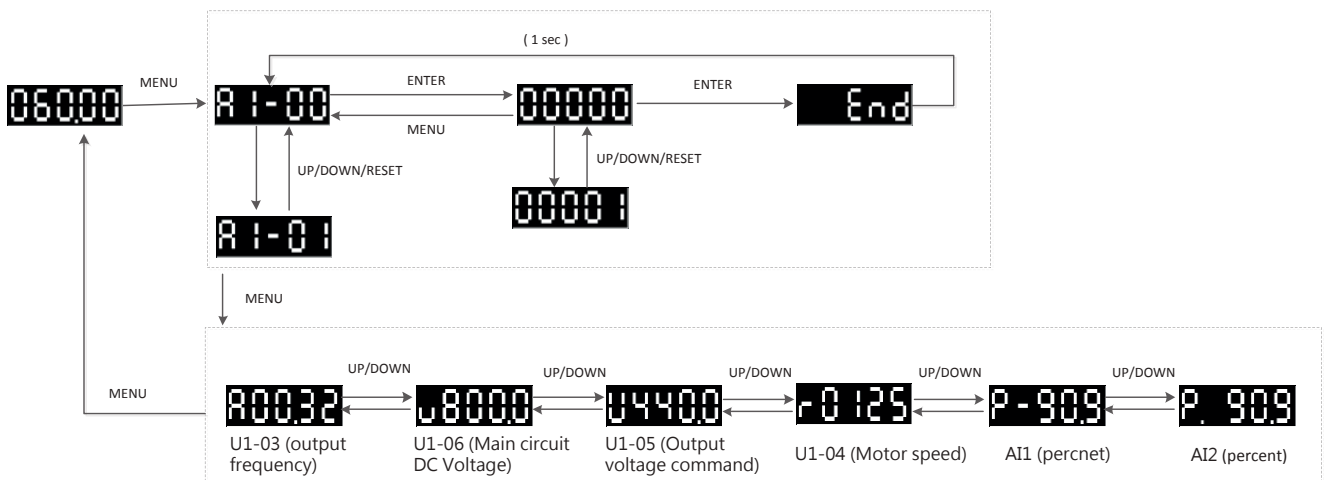 ( 1 sec )
060.00
MENU
A1-00
ENTER
MENU
00000
ENTER
End
UP/DOWN/RESET
UP/DOWN/RESET
A1-01
00001
MENU
MENU
UP/DOWN
UP/DOWN
UP/DOWN
UP/DOWN
UP/DOWN
A00.32
u800.0
U440.0
r0125
P-90.9
P. 90.9
U1-03 (output
frequency)
U1-06 (Main circuit
DC Voltage)
U1-05 (Output
voltage command)
U1-04 (Motor speed)
AI1 (percnet)
AI2 (percent)